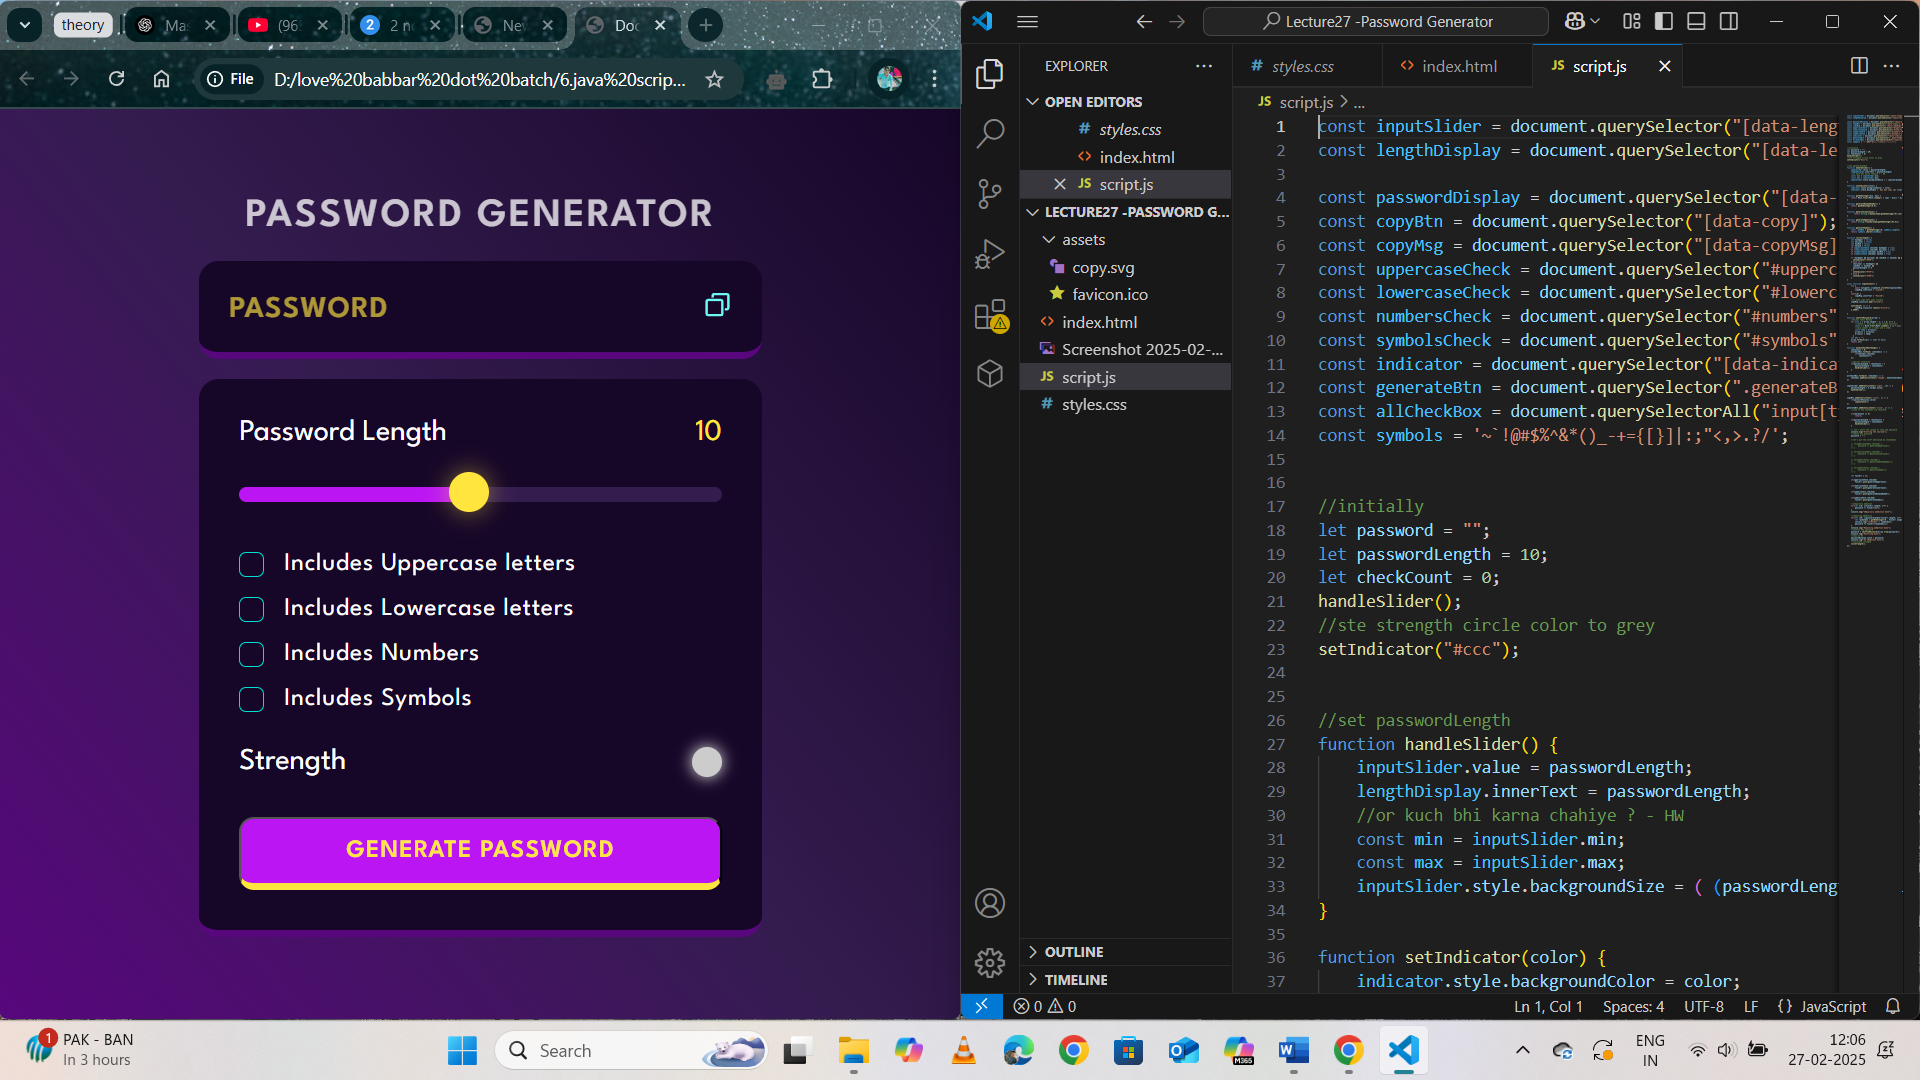 theory
Mas
(96
2
2 n
Nev
Doc
File
D:/love%20babbar%20dot%20batch/6.java%20scrip...
PASSWORD GENERATOR
PASSWORD
Password Length
10
Includes Uppercase letters
Includes Lowercase letters
Includes Numbers
Includes Symbols
Strength
GENERATE PASSWORD
Lecture27 -Password Generator
EXPLORER
OPEN EDITORS
# styles.css
<> index.html
JS script.js
LECTURE27 -PASSWORD G...
assets
copy.svg
favicon.ico
<> index.html
Screenshot 2025-02-...
JS script.js
# styles.css
OUTLINE
TIMELINE
# styles.css
<> index.html
JS script.js
JS script.js > ...
1 const inputSlider = document.querySelector("[data-leng
2 const lengthDisplay = document.querySelector("[data-le
3
4 const passwordDisplay = document.querySelector("[data-
5 const copyBtn = document.querySelector("[data-copy]");
6 const copyMsg = document.querySelector("[data-copyMsg]
7 const uppercaseCheck = document.querySelector("#upperc
8 const lowercaseCheck = document.querySelector("#lowerc
9 const numbersCheck = document.querySelector("#numbers"
10 const symbolsCheck = document.querySelector("#symbols"
11 const indicator = document.querySelector("[data-indica
12 const generateBtn = document.querySelector(".generateB
13 const allCheckBox = document.querySelectorAll("input[t
14 const symbols = '~`!@#$%^&*()_-+={[}]|:;"<,>.?/';
15
16
17 //initially
18 let password = "";
19 let passwordLength = 10;
20 let checkCount = 0;
21 handleSlider();
22 //ste strength circle color to grey
23 setIndicator("#ccc");
24
25
26 //set passwordLength
27 function handleSlider() {
28 inputSlider.value = passwordLength;
29 lengthDisplay.innerText = passwordLength;
30 //or kuch bhi karna chahiye ? - HW
31 const min = inputSlider.min;
32 const max = inputSlider.max;
33 inputSlider.style.backgroundSize = ( (passwordLeng
34 }
35
36 function setIndicator(color) {
37 indicator.style.backgroundColor = color;
0 0
Ln 1, Col 1
Spaces: 4
UTF-8
LF
{} JavaScript
1
PAK - BAN
In 3 hours
Search
M365
ENG
IN
12:06
27-02-2025